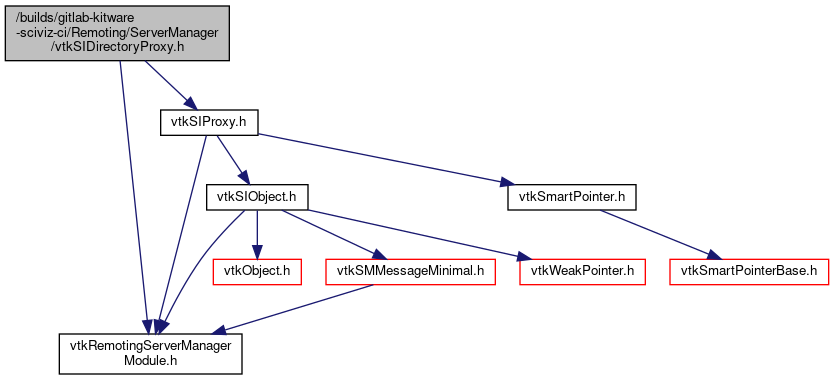 /builds/gitlab-kitware
-sciviz-ci/Remoting/ServerManager
/vtkSIDirectoryProxy.h
vtkSIProxy.h
vtkSIObject.h
vtkSmartPointer.h
vtkObject.h
vtkSMMessageMinimal.h
vtkWeakPointer.h
vtkSmartPointerBase.h
vtkRemotingServerManager
Module.h